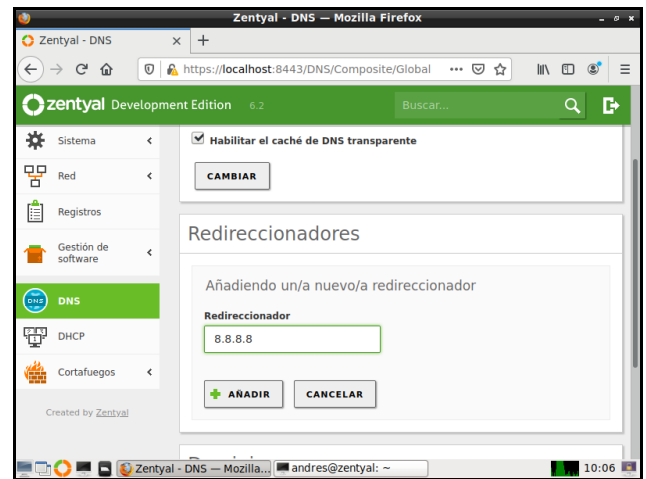 Zentyal - DNS — Mozilla Firefox
Zentyal - DNS
https://localhost:8443/DNS/Composite/Global
zentyal Development Edition 6.2
Buscar...
Sistema
Habilitar el caché de DNS transparente
Red
CAMBIAR
Registros
Redireccionadores
Gestión de
software
Añadiendo un/a nuevo/a redireccionador
DNS
DNS
Redireccionador
DHCP
8.8.8.8
Cortafuegos
AÑADIR
CANCELAR
Created by Zentyal
Zentyal - DNS — Mozilla...
andres@zentyal: ~
10:06